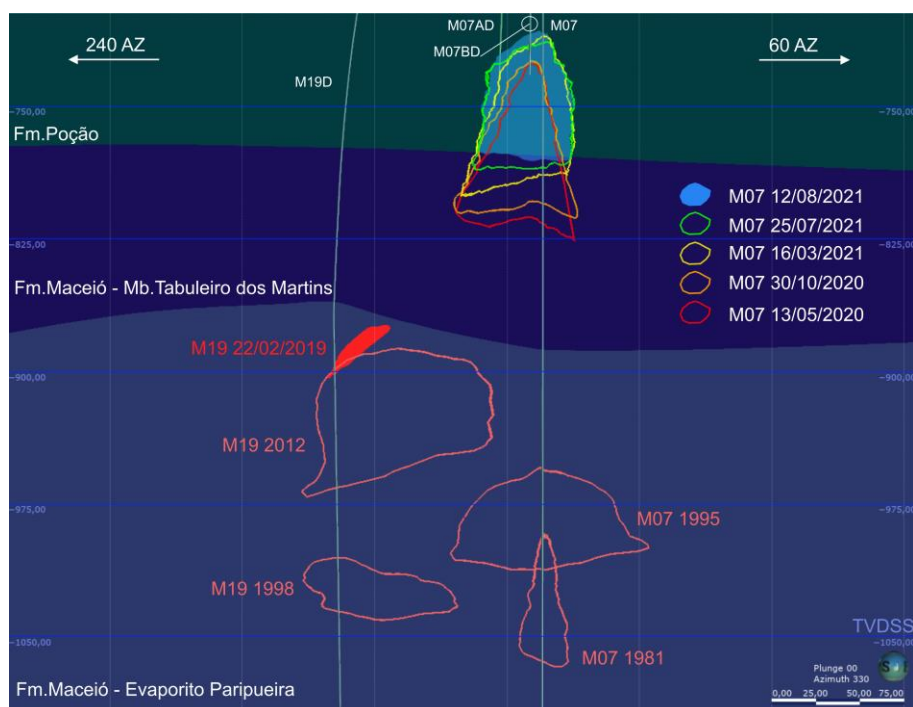 M07AD
M07
240 AZ
M07BD
60 AZ
M19D
−750,00
−750,00
Fm.Poção
M07 12/08/2021
M07 25/07/2021
−825,00
−825,00
M07 16/03/2021
Fm.Maceió - Mb.Tabuleiro dos Martins
M07 30/10/2020
M07 13/05/2020
M19 22/02/2019
−900,00
−900,00
M19 2012
−975,00
−975,00
M07 1995
M19 1998
TVDSS
−1050,00
−1050,00
M07 1981
Plunge 00
Azimuth 330
Fm.Maceió - Evaporito Paripueira
0,00 25,00 50,00 75,00